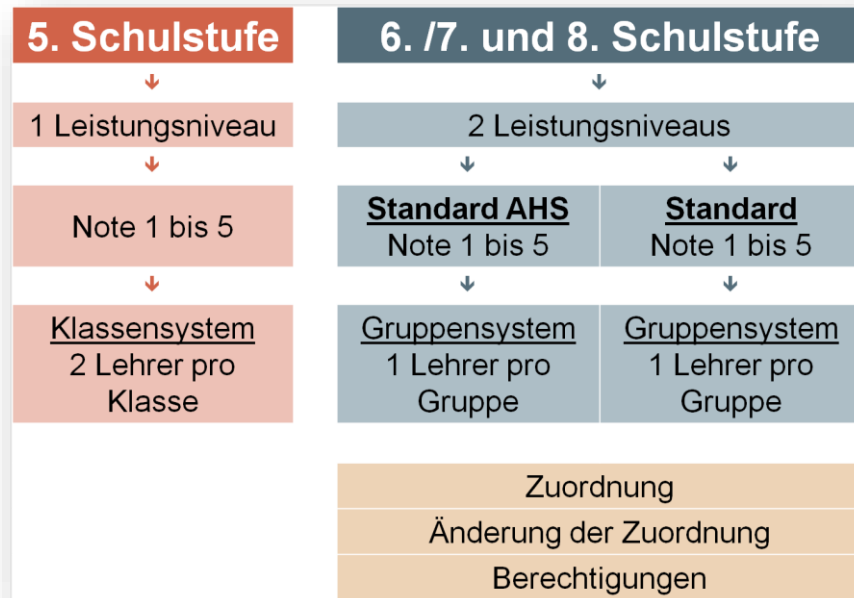 5. Schulstufe
1 Leistungsniveau
Note 1 bis 5
Klassensystem
2 Lehrer pro
Klasse
6. /7. und 8. Schulstufe
2 Leistungsniveaus
Standard AHS
Note 1 bis 5
Gruppensystem
1 Lehrer pro
Gruppe
Standard
Note 1 bis 5
Gruppensystem
1 Lehrer pro
Gruppe
Zuordnung
Änderung der Zuordnung
Berechtigungen